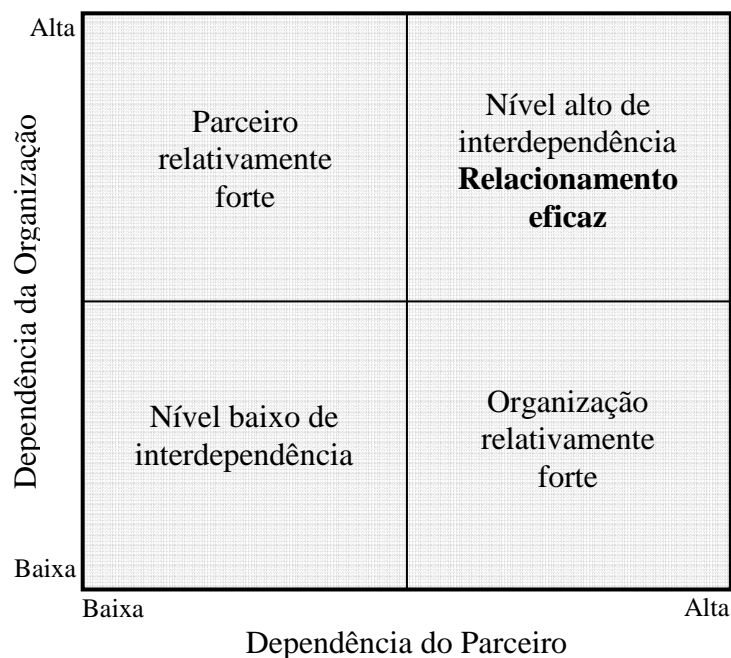 Alta
Parceiro
relativamente
forte
Nível alto de
interdependência
Relacionamento
eficaz
Dependência da Organização
Nível baixo de
interdependência
Organização
relativamente
forte
Baixa
Baixa
Alta
Dependência do Parceiro